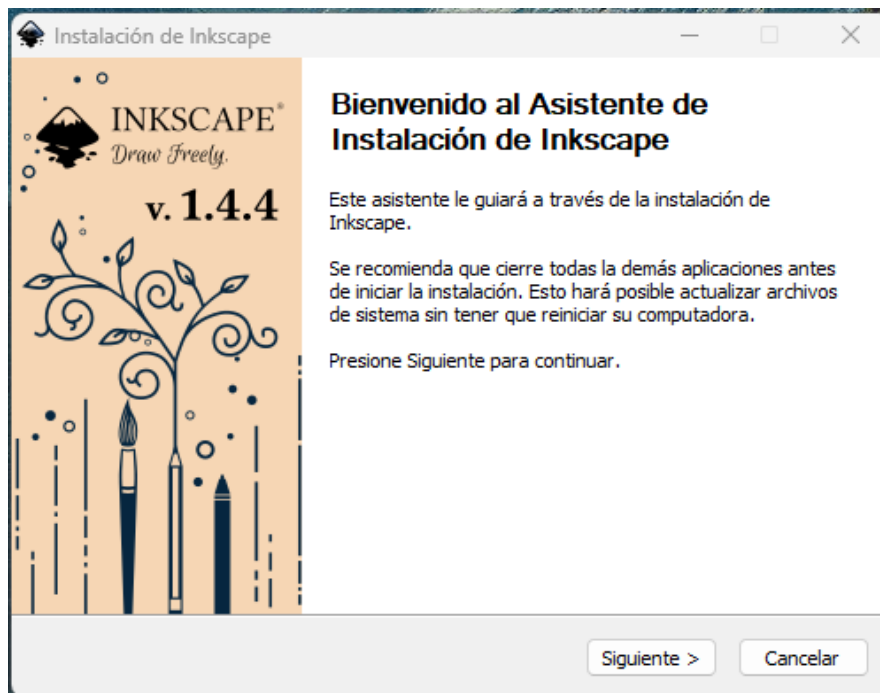 Instalación de Inkscape
INKSCAPE®
Draw Freely.
v. 1.4.4
Bienvenido al Asistente de
Instalación de Inkscape
Este asistente le guiará a través de la instalación de
Inkscape.
Se recomienda que cierre todas la demás aplicaciones antes
de iniciar la instalación. Esto hará posible actualizar archivos
de sistema sin tener que reiniciar su computadora.
Presione Siguiente para continuar.
Siguiente >
Cancelar